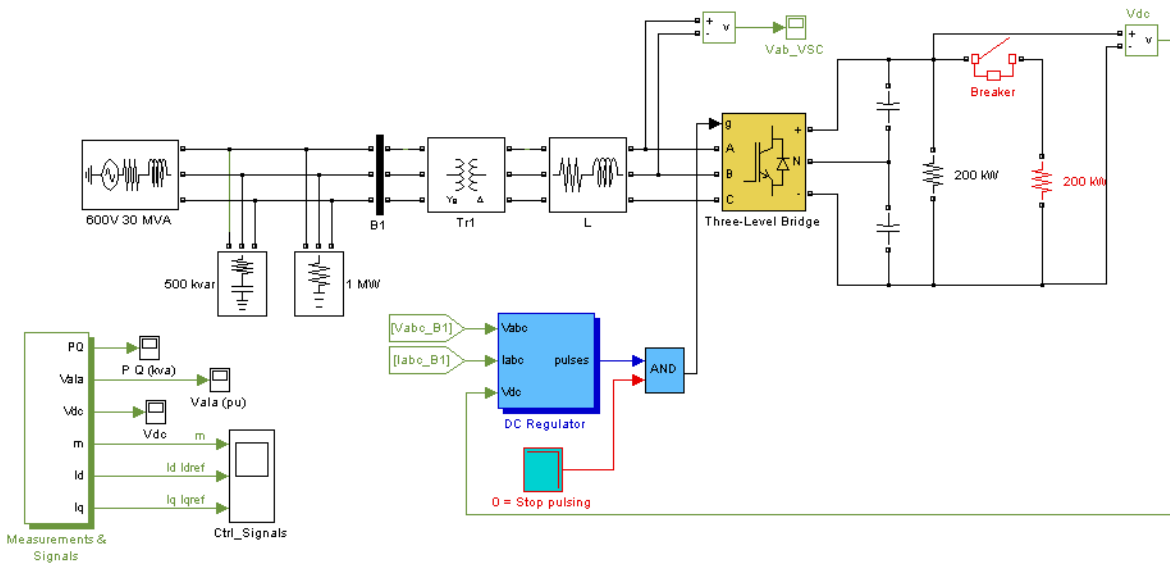 Vdc
+
-
v
+
-
v
Vab_VSC
Breaker
g
A
B
C
+
N
-
Three-Level Bridge
200 kW
200 kW
600V 30 MVA
B1
Yg
Δ
Tr1
L
500 kvar
1 MW
[Vabc_B1]
[Iabc_B1]
Vabc
Iabc
Vdc
pulses
DC Regulator
AND
0 = Stop pulsing
PQ
Vala
Vdc
m
Id
Iq
P Q (kva)
Vala (pu)
Vdc
m
Id Idref
Iq Iqref
Ctrl_Signals
Measurements &
Signals